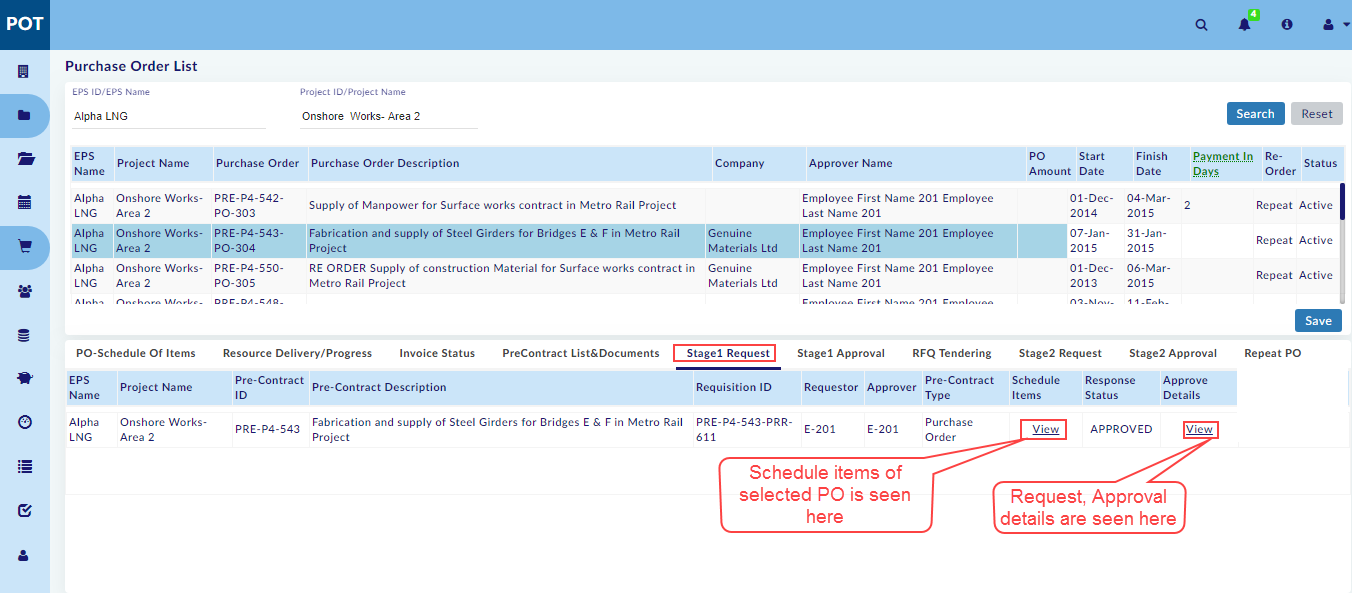 POT
4
Purchase Order List
EPS ID/EPS Name
Project ID/Project Name
Alpha LNG
Onshore Works- Area 2
Search
Reset
EPS Name
Project Name
Purchase Order
Purchase Order Description
Company
Approver Name
PO Amount
Start Date
Finish Date
Payment In Days
Re-Order
Status
Alpha LNG
Onshore Works- Area 2
PRE-P4-542-PO-303
Supply of Manpower for Surface works contract in Metro Rail Project
Employee First Name 201 Employee Last Name 201
01-Dec-2014
04-Mar-2015
2
Repeat
Active
Alpha LNG
Onshore Works- Area 2
PRE-P4-543-PO-304
Fabrication and supply of Steel Girders for Bridges E & F in Metro Rail Project
Genuine Materials Ltd
Employee First Name 201 Employee Last Name 201
07-Jan-2015
31-Jan-2015
Repeat
Active
Alpha LNG
Onshore Works- Area 2
PRE-P4-550-PO-305
RE ORDER Supply of construction Material for Surface works contract in Metro Rail Project
Genuine Materials Ltd
Employee First Name 201 Employee Last Name 201
01-Dec-2013
06-Mar-2015
Repeat
Active
Alpha
Onshore Works-
PRE-P4-548-
Employee First Name 201 Employee
03-Nov-
11-Feb-
Save
PO-Schedule Of Items
Resource Delivery/Progress
Invoice Status
PreContract List&Documents
Stage1 Request
Stage1 Approval
RFQ Tendering
Stage2 Request
Stage2 Approval
Repeat PO
EPS Name
Project Name
Pre-Contract ID
Pre-Contract Description
Requisition ID
Requestor
Approver
Pre-Contract Type
Schedule Items
Response Status
Approve Details
Alpha LNG
Onshore Works- Area 2
PRE-P4-543
Fabrication and supply of Steel Girders for Bridges E & F in Metro Rail Project
PRE-P4-543-PRR-611
E-201
E-201
Purchase Order
View
APPROVED
View
Schedule items of
selected PO is seen
here
Request, Approval
details are seen here